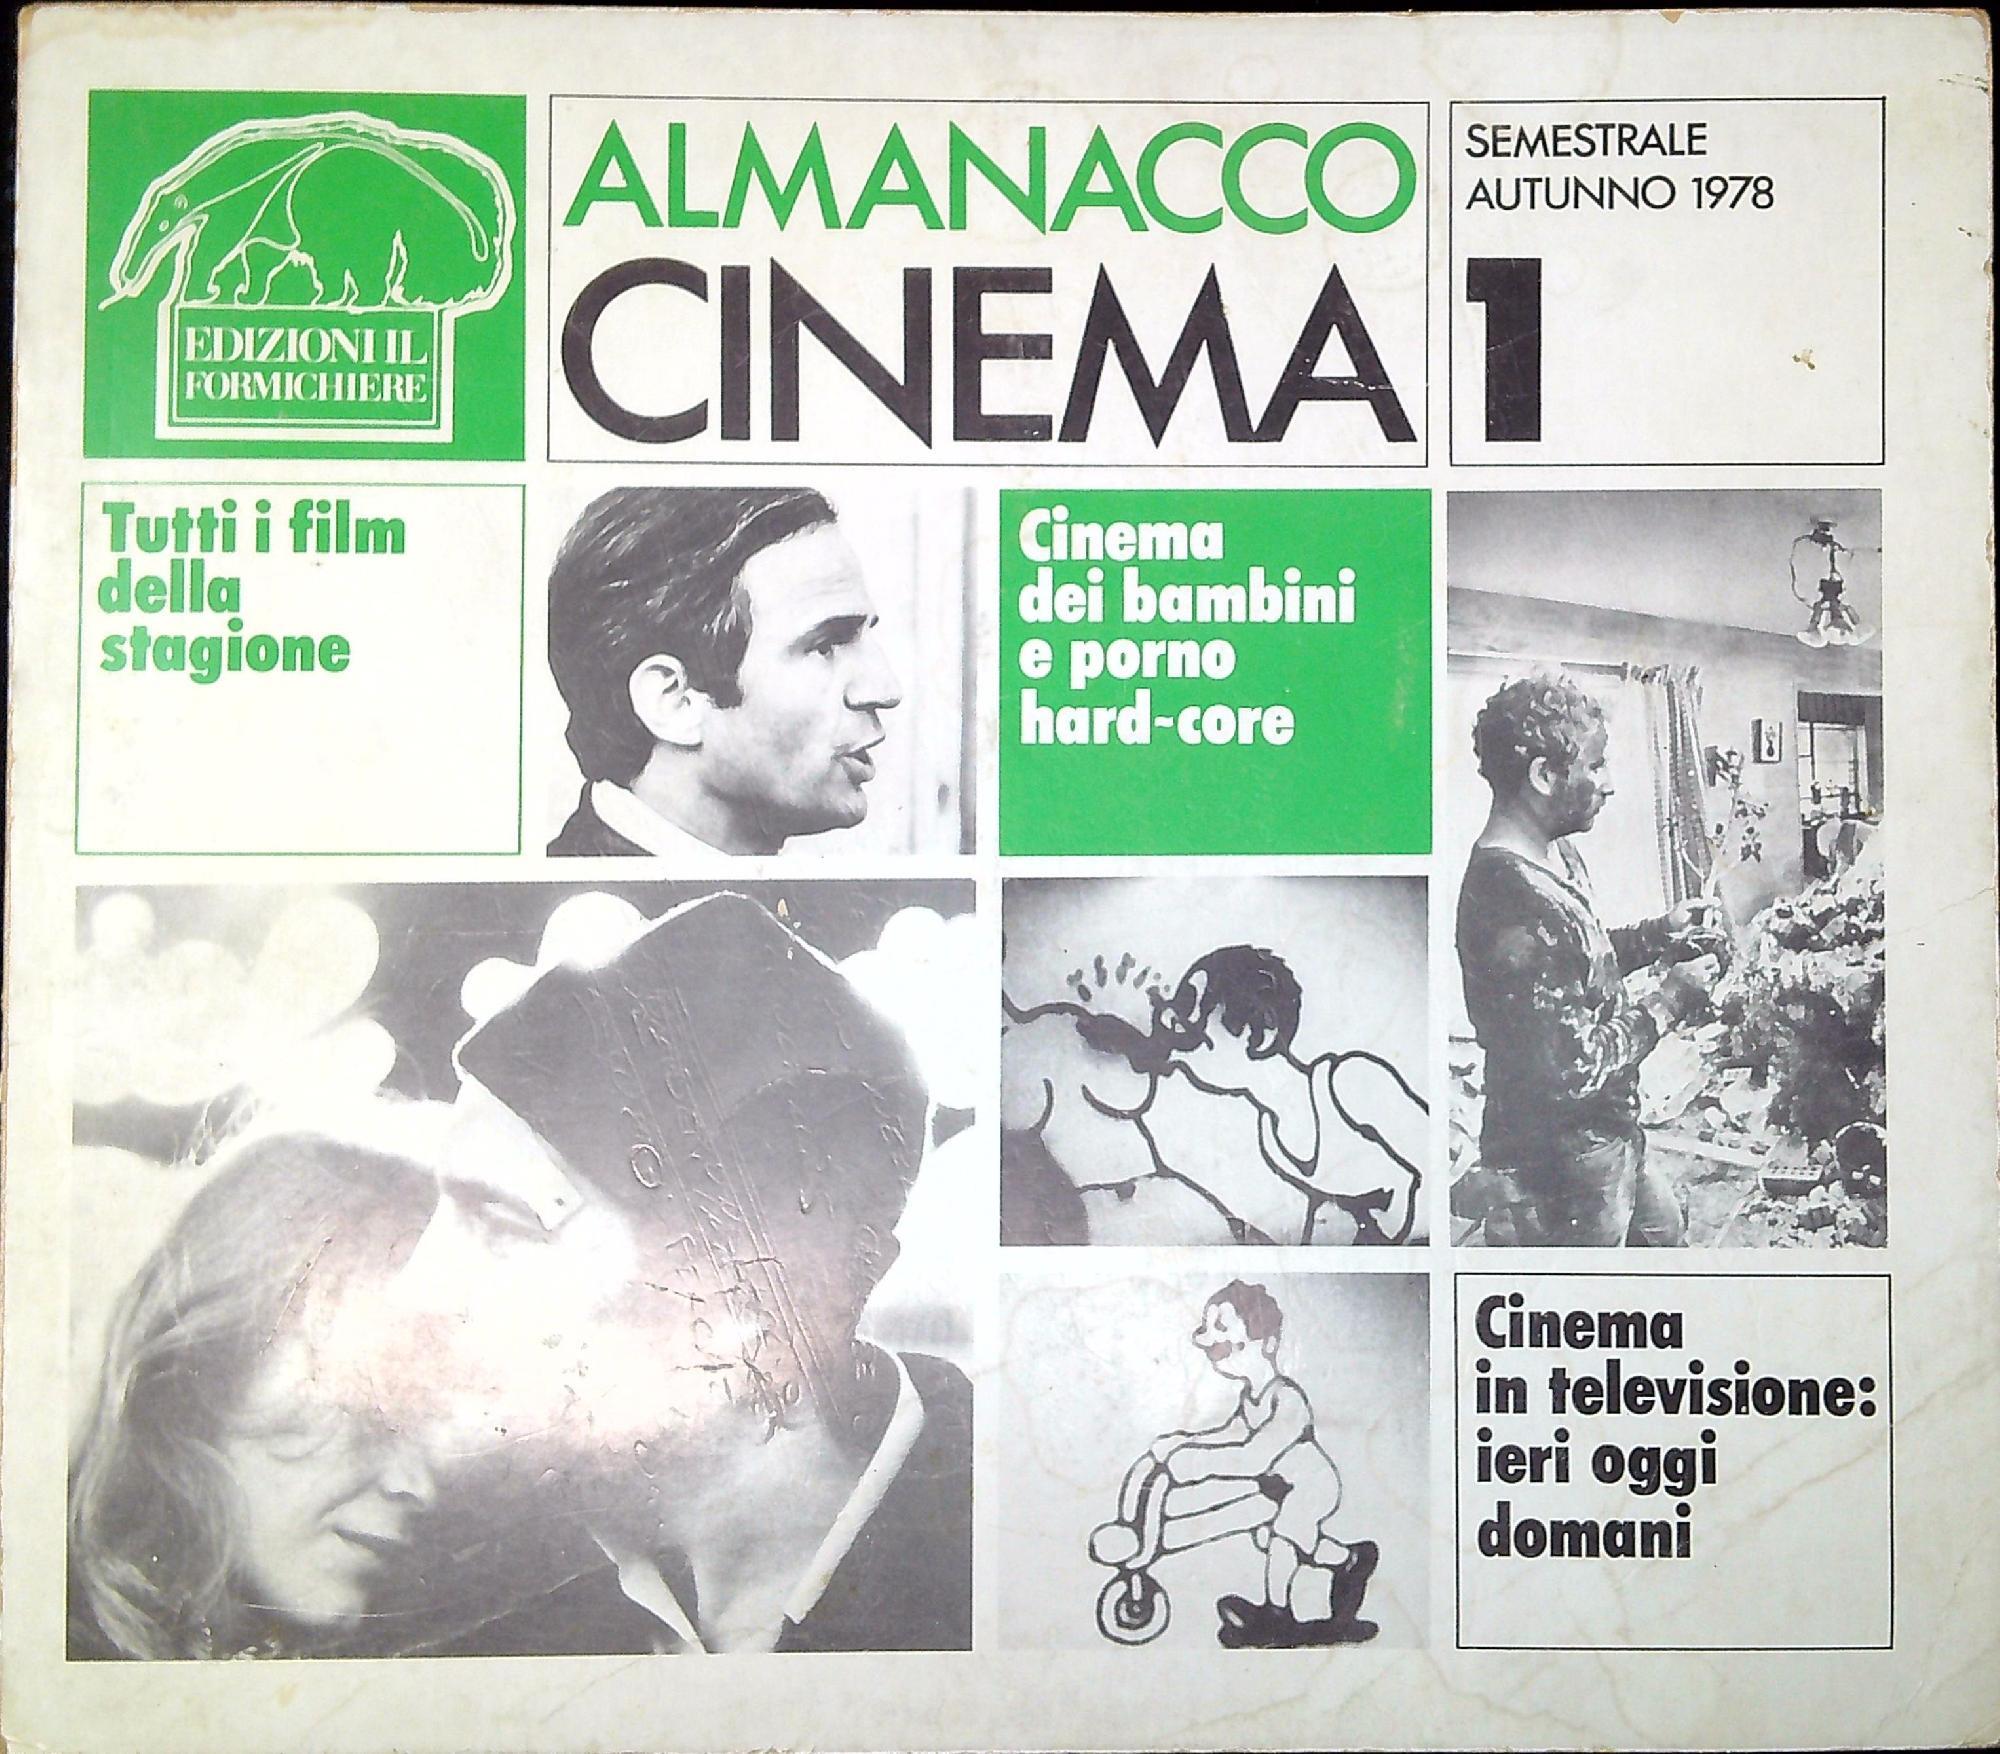 EDIZIONI IL
FORMICHIERE
ALMANACCO
CINEMA
SEMESTRALE
AUTUNNO 1978
1
Tutti i film
della
stagione
Cinema
dei bambini
e porno
hard-core
Cinema
in televisione:
ieri oggi
domani